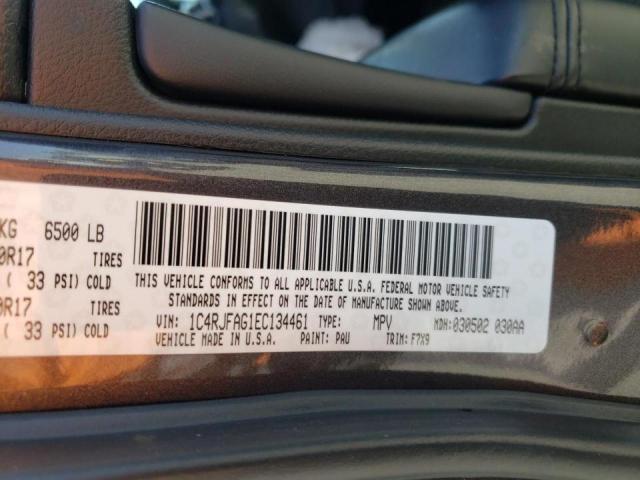 KG 6500 LB
0R17 TIRES
( 33 PSI) COLD
0R17 TIRES
( 33 PSI) COLD
THIS VEHICLE CONFORMS TO ALL APPLICABLE U.S.A. FEDERAL MOTOR VEHICLE SAFETY
STANDARDS IN EFFECT ON THE DATE OF MANUFACTURE SHOWN ABOVE.
VIN: 1C4RJFAG1EC134461 TYPE: MPV MDH:030502 030AA
VEHICLE MADE IN U.S.A. PAINT: PAU TRIM: F7X9